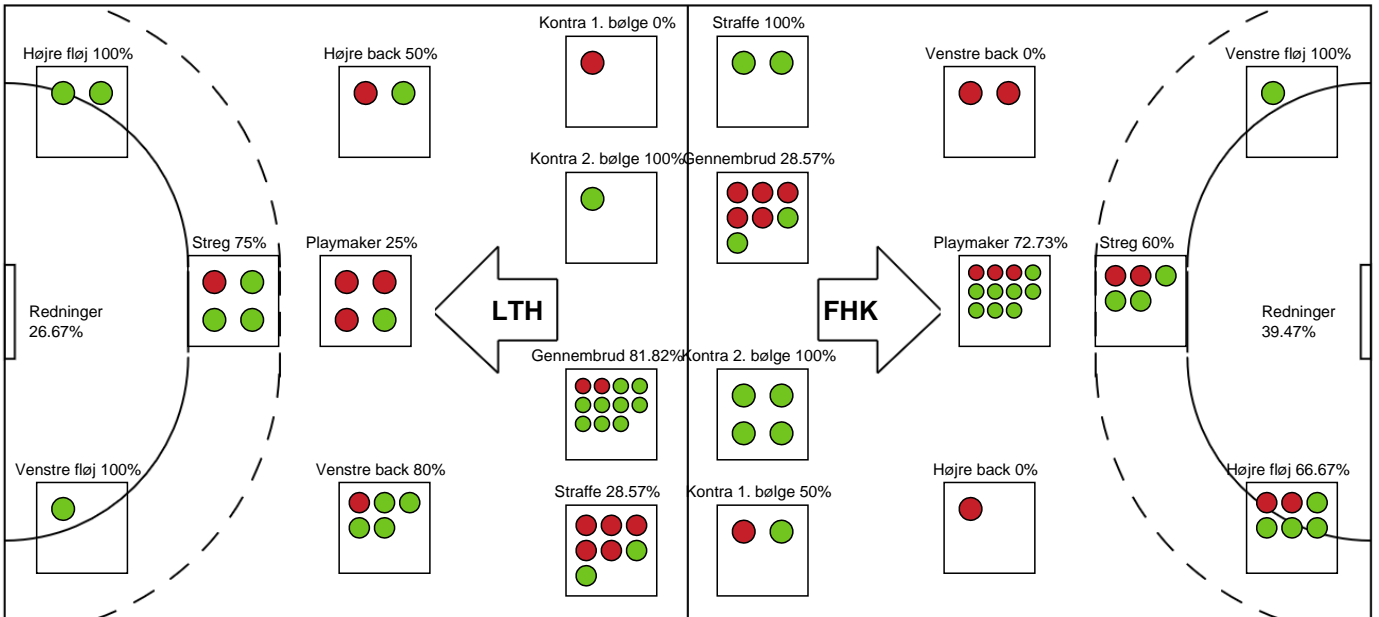 Kontra 1. bølge 0%
Straffe 100%
Højre fløj 100%
Højre back 50%
Venstre back 0%
Venstre fløj 100%
Kontra 2. bølge 100%
Gennembrud 28.57%
Streg 75%
Playmaker 25%
Playmaker 72.73%
Streg 60%
Redninger
26.67%
LTH
FHK
Redninger
39.47%
Gennembrud 81.82%
Kontra 2. bølge 100%
Venstre fløj 100%
Venstre back 80%
Højre back 0%
Højre fløj 66.67%
Straffe 28.57%
Kontra 1. bølge 50%